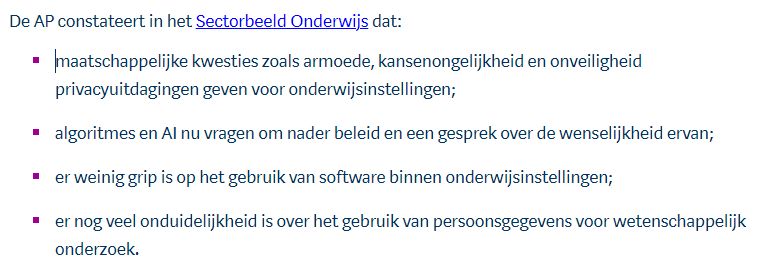 De AP constateert in het Sectorbeeld Onderwijs dat:
maatschappelijke kwesties zoals armoede, kansenongelijkheid en onveiligheid
privacyuitdagingen geven voor onderwijsinstellingen;
algoritmes en AI nu vragen om nader beleid en een gesprek over de wenselijkheid ervan;
er weinig grip is op het gebruik van software binnen onderwijsinstellingen;
er nog veel onduidelijkheid is over het gebruik van persoonsgegevens voor wetenschappelijk
onderzoek.